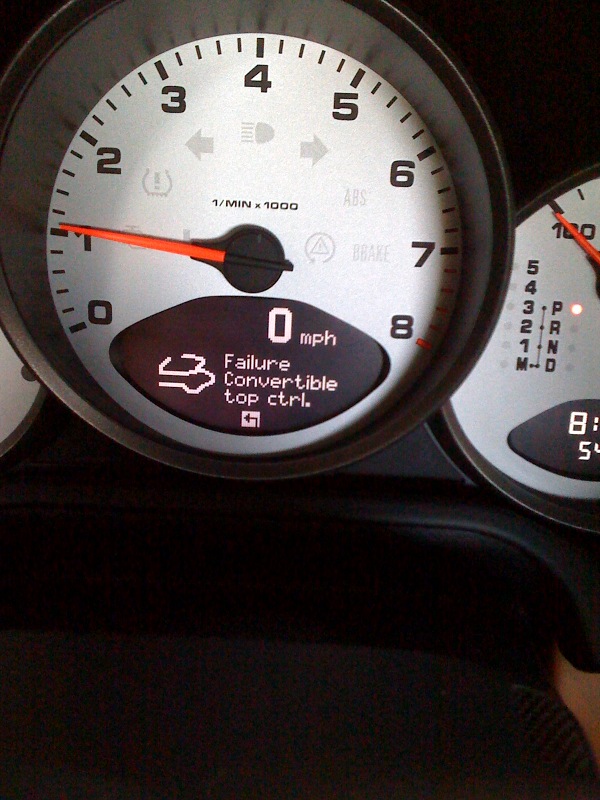 4
3
5
2
6
1/MIN x 1000
ABS
1
BRAKE
7
0
8
0 mph
Failure
Convertible
top ctrl.
100
5
4
3 P
2 R
1 N
M D